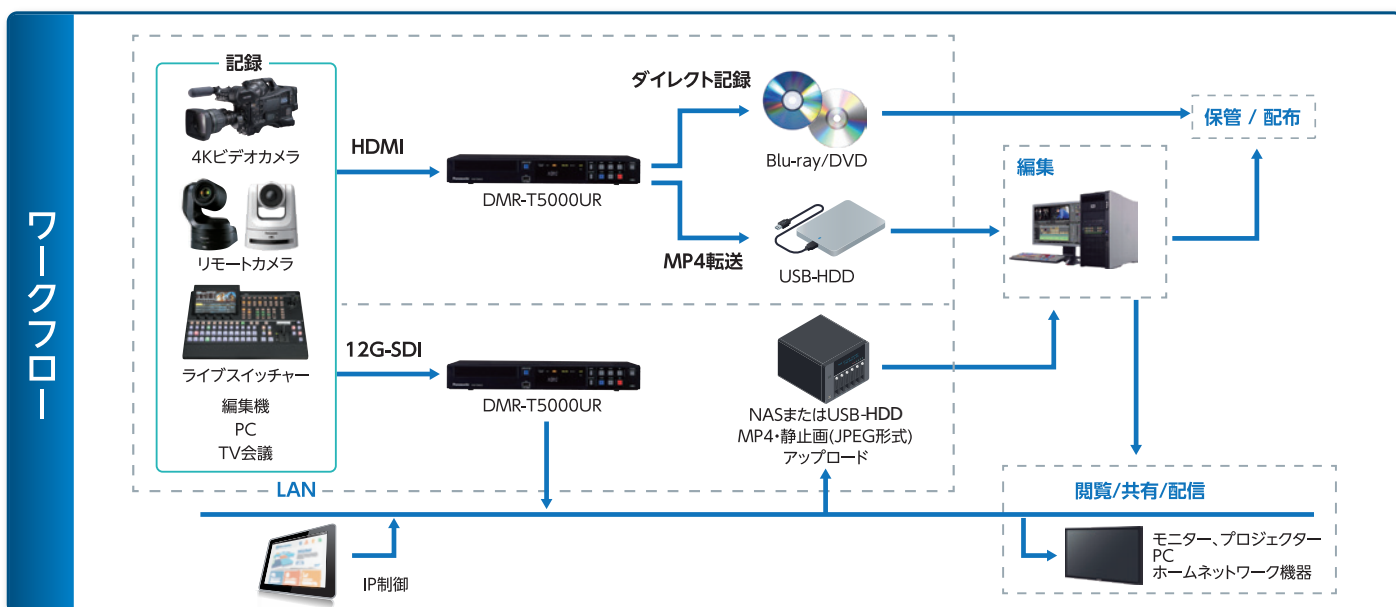 ワークフロー
記録
4Kビデオカメラ
リモートカメラ
ライブスイッチャー
編集機
PC
TV会議
HDMI
DMR-T5000UR
ダイレクト記録
Blu-ray/DVD
MP4転送
USB-HDD
12G-SDI
DMR-T5000UR
NASまたはUSB-HDD
MP4・静止画(JPEG形式)
アップロード
編集
保管 / 配布
LAN
IP制御
閲覧/共有/配信
モニター、プロジェクター
PC
ホームネットワーク機器